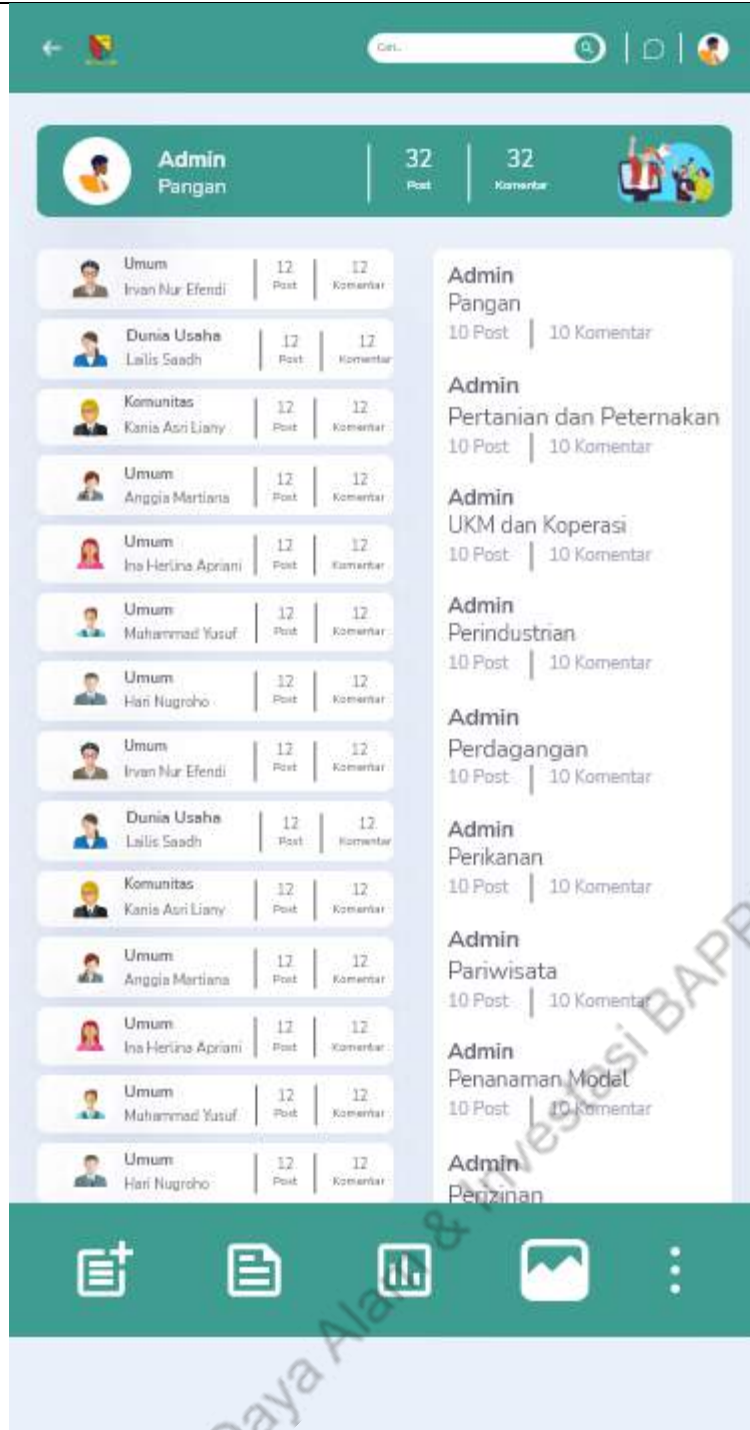 Cari...
Admin
Pangan
32
Post
32
Komentar
Umum
Irvan Nur Efendi
12
Post
12
Komentar
Dunia Usaha
Lailis Saadh
12
Post
12
Komentar
Komunitas
Kania Asri Liany
12
Post
12
Komentar
Umum
Anggia Martiana
12
Post
12
Komentar
Umum
Ina Herlina Apriani
12
Post
12
Komentar
Umum
Muhammad Yusuf
12
Post
12
Komentar
Umum
Hari Nugroho
12
Post
12
Komentar
Umum
Irvan Nur Efendi
12
Post
12
Komentar
Dunia Usaha
Lailis Saadh
12
Post
12
Komentar
Komunitas
Kania Asri Liany
12
Post
12
Komentar
Umum
Anggia Martiana
12
Post
12
Komentar
Umum
Ina Herlina Apriani
12
Post
12
Komentar
Umum
Muhammad Yusuf
12
Post
12
Komentar
Umum
Hari Nugroho
12
Post
12
Komentar
Admin
Pangan
10 Post | 10 Komentar
Admin
Pertanian dan Peternakan
10 Post | 10 Komentar
Admin
UKM dan Koperasi
10 Post | 10 Komentar
Admin
Perindustrian
10 Post | 10 Komentar
Admin
Perdagangan
10 Post | 10 Komentar
Admin
Perikanan
10 Post | 10 Komentar
Admin
Pariwisata
10 Post | 10 Komentar
Admin
Penanaman Modal
10 Post | 10 Komentar
Admin
Perizinan
Daya Alam & Investasi BAPP